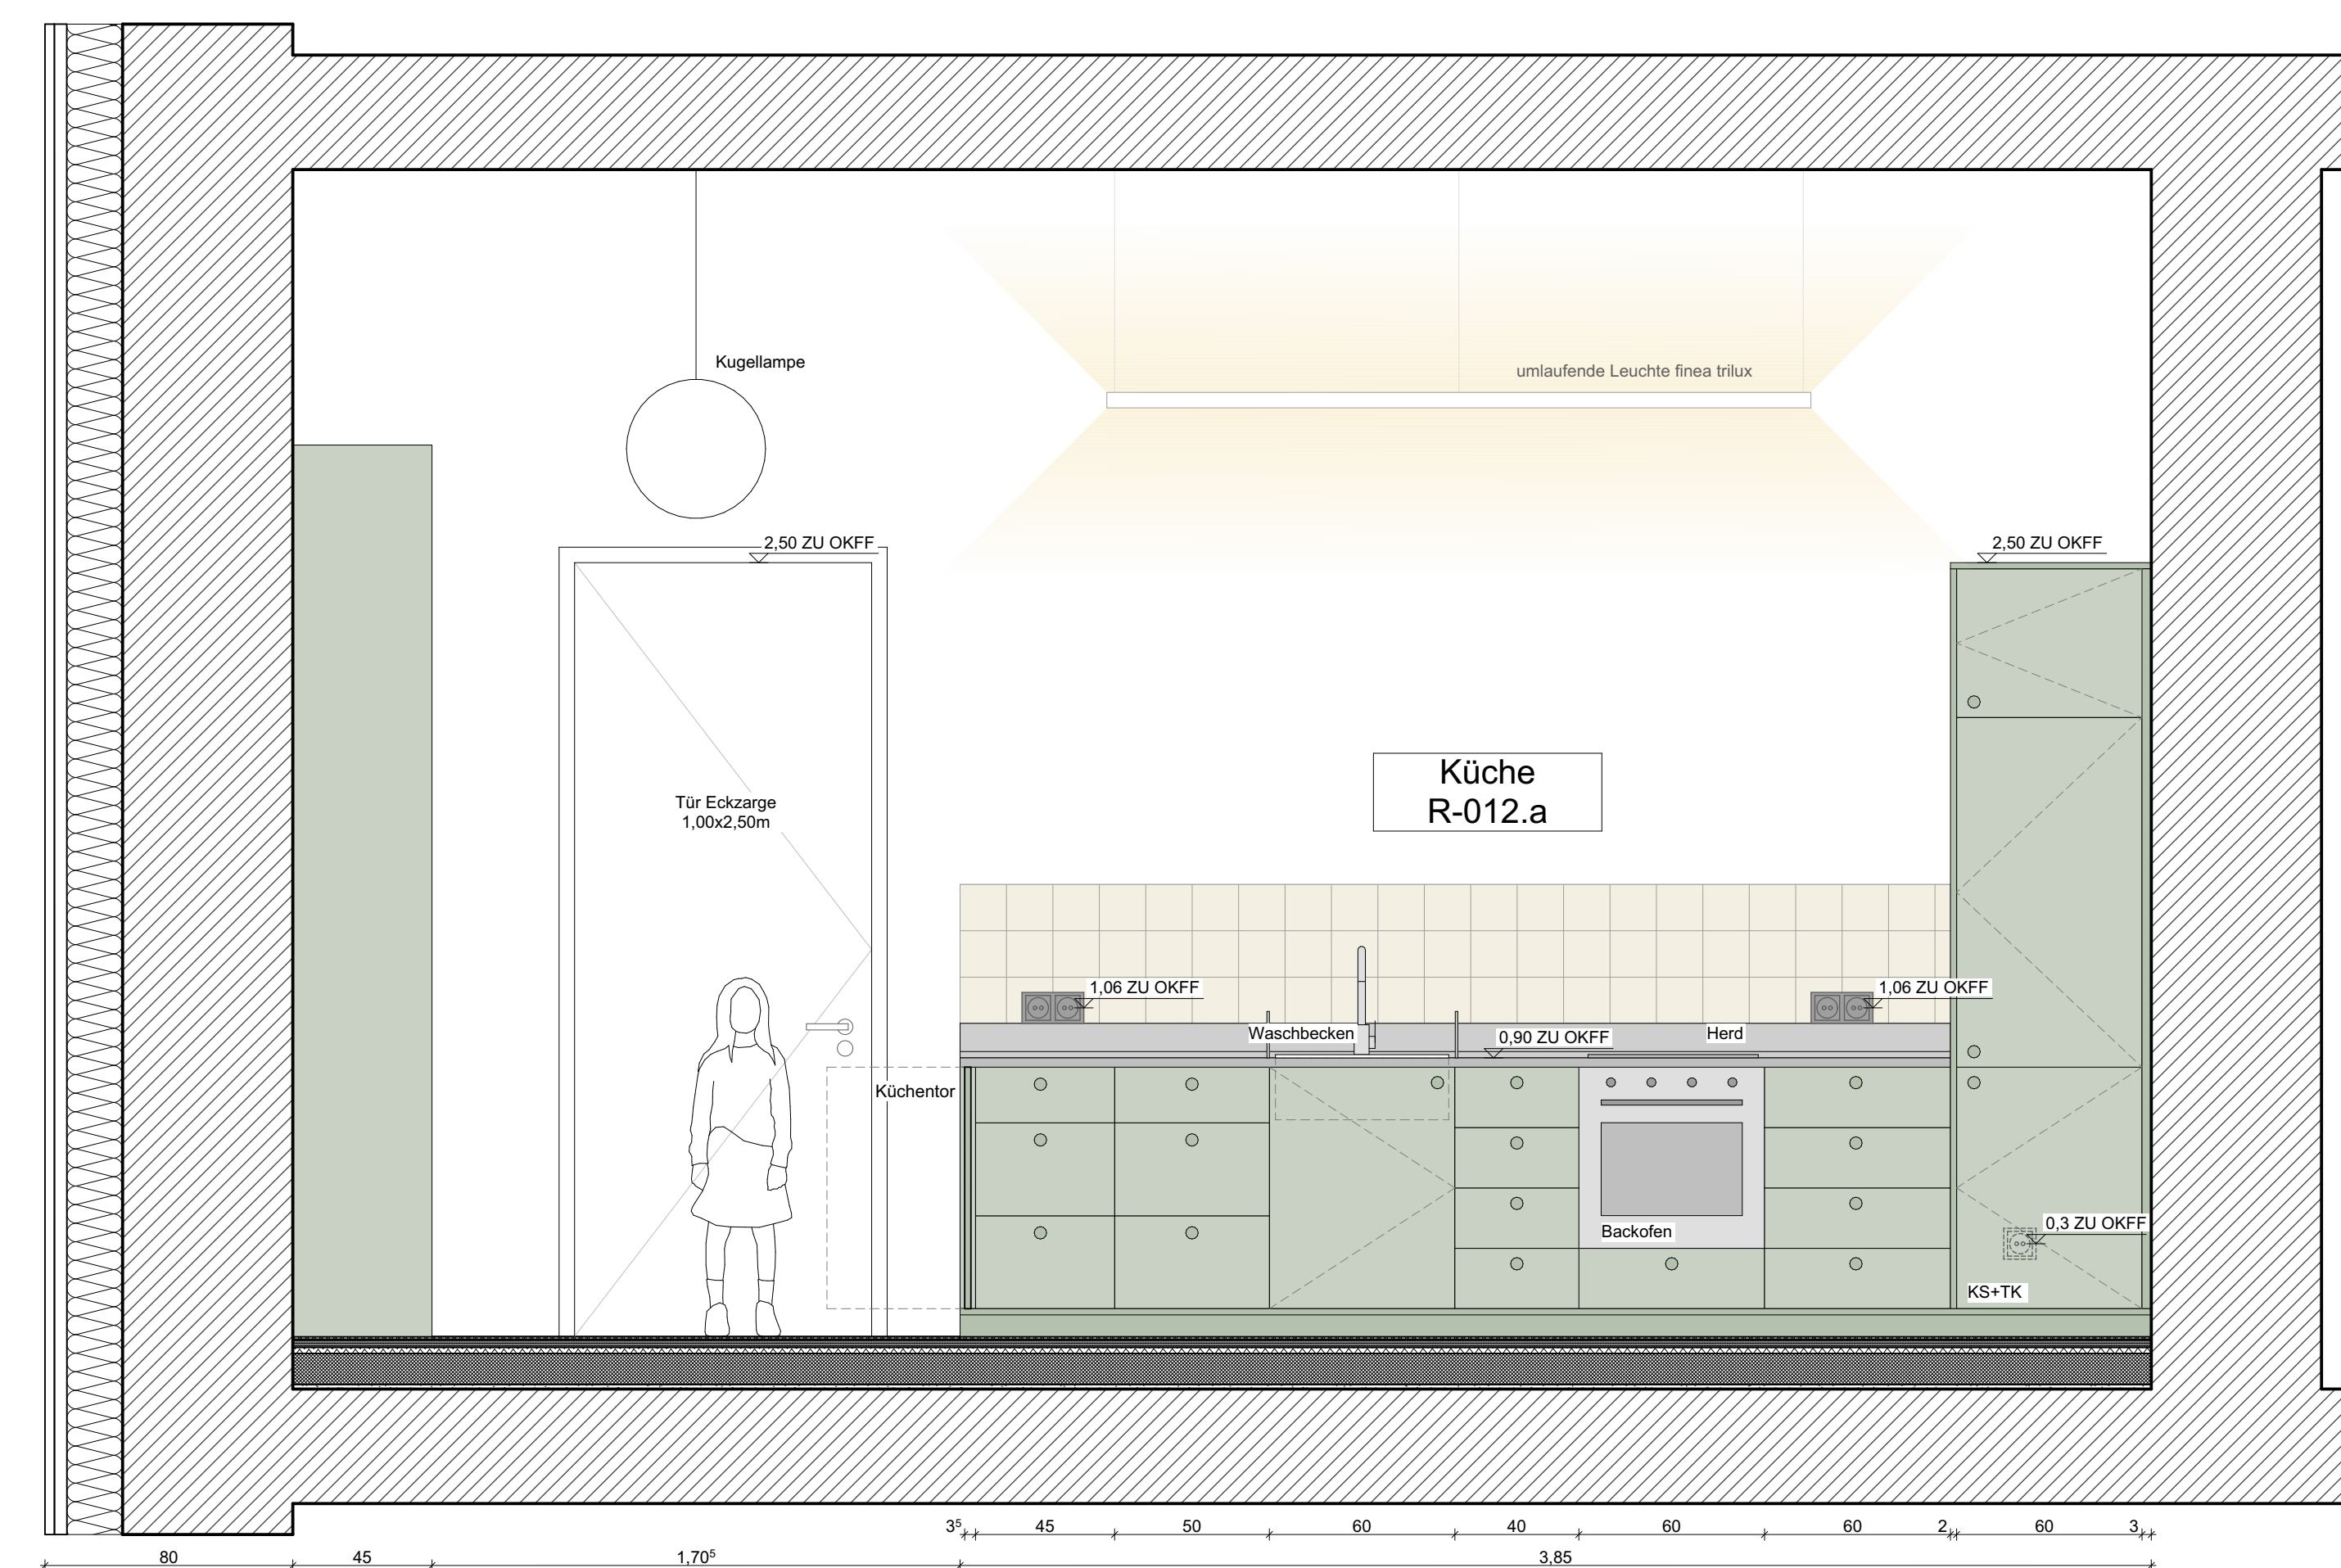 Kugellampe
umlaufende Leuchte finea trilux
2,50 ZU OKFF
2,50 ZU OKFF
Küche
R-012.a
Tür Eckzarge
1,00x2,50m
1,06 ZU OKFF
1,06 ZU OKFF
Waschbecken
0,90 ZU OKFF
Herd
Küchentor
Backofen
0,3 ZU OKFF
KS+TK
3⁵ 45 50 60 40 60 60 2 60 3
80 45 1,70⁵ 3,85